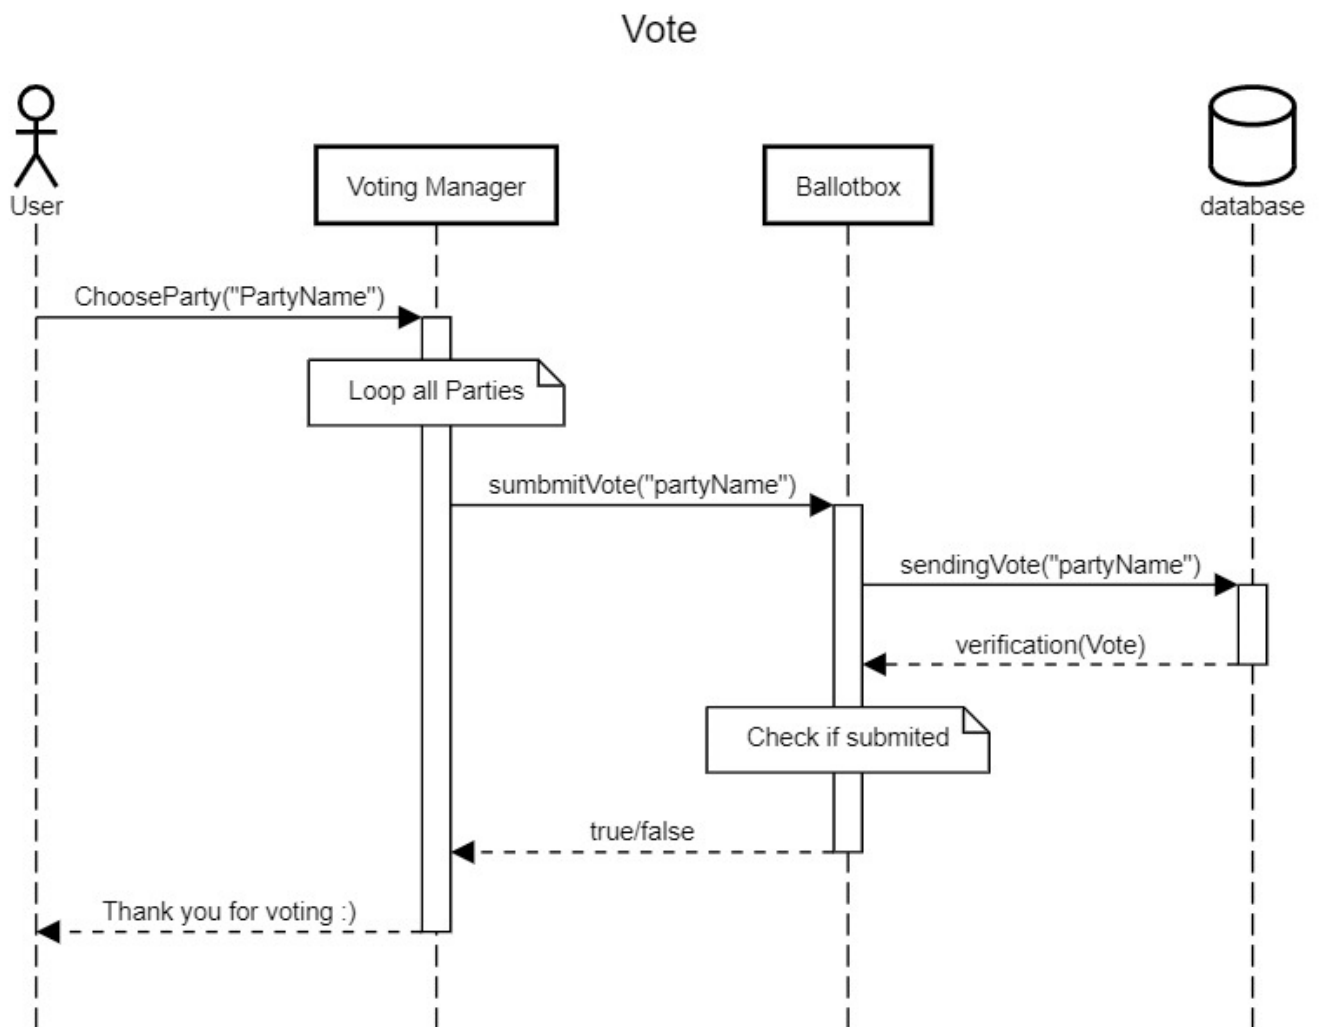 Vote
User
Voting Manager
Ballotbox
database
ChooseParty("PartyName")
Loop all Parties
sumbmitVote("partyName")
sendingVote("partyName")
verification(Vote)
Check if submited
true/false
Thank you for voting :)